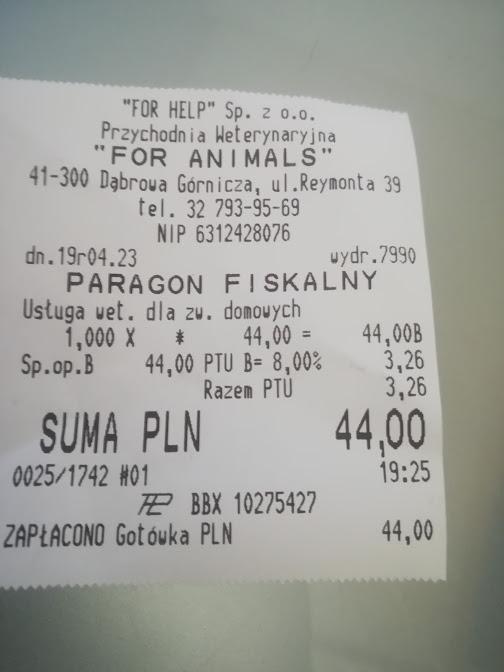 "FOR HELP" Sp. z o.o.
Przychodnia Weterynaryjna
"FOR ANIMALS"
41-300 Dąbrowa Górnicza, ul.Reymonta 39
tel. 32 793-95-69
NIP 6312428076
dn.19r04.23 wydr.7990
PARAGON FISKALNY
Usługa wet. dla zw. domowych
1,000 X * 44,00 = 44,00B
Sp.op.B 44,00 PTU B= 8,00% 3,26
Razem PTU 3,26
SUMA PLN 44,00
0025/1742 #01 19:25
BBX 10275427
ZAPŁACONO Gotówka PLN 44,00